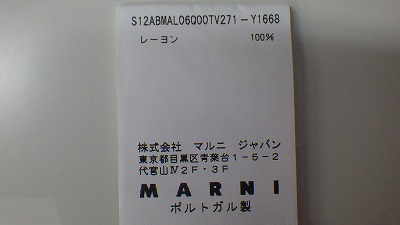 S12ABMAL06Q00TV271-Y1668
レーヨン 100%
株式会社 マルニ ジャパン
東京都目黒区青葉台1-5-2
代官山Ⅳ2F・3F
MARNI
ポルトガル製